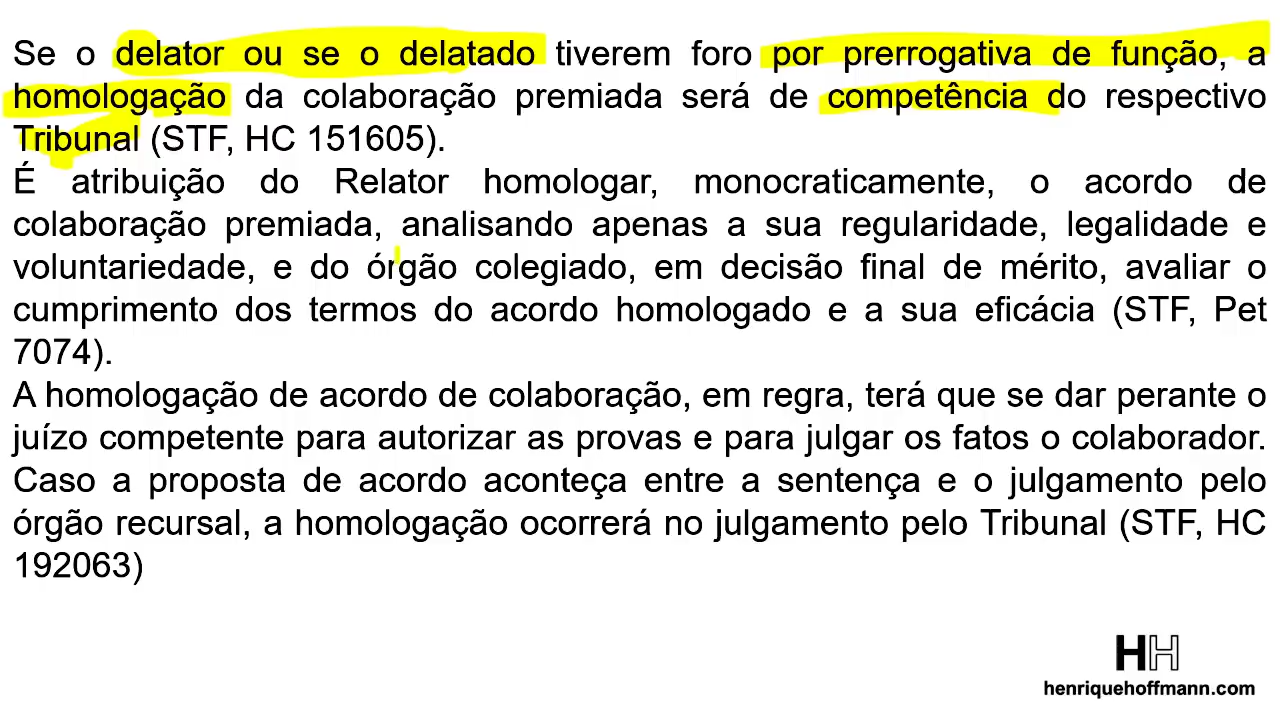 Se o delator ou se o delatado tiverem foro por prerrogativa de função, a
homologação da colaboração premiada será de competência do respectivo
Tribunal (STF, HC 151605).
É atribuição do Relator homologar, monocraticamente, o acordo de
colaboração premiada, analisando apenas a sua regularidade, legalidade e
voluntariedade, e do órgão colegiado, em decisão final de mérito, avaliar o
cumprimento dos termos do acordo homologado e a sua eficácia (STF, Pet
7074).
A homologação de acordo de colaboração, em regra, terá que se dar perante o
juízo competente para autorizar as provas e para julgar os fatos o colaborador.
Caso a proposta de acordo aconteça entre a sentença e o julgamento pelo
órgão recursal, a homologação ocorrerá no julgamento pelo Tribunal (STF, HC
192063)
HH
henriquehoffmann.com